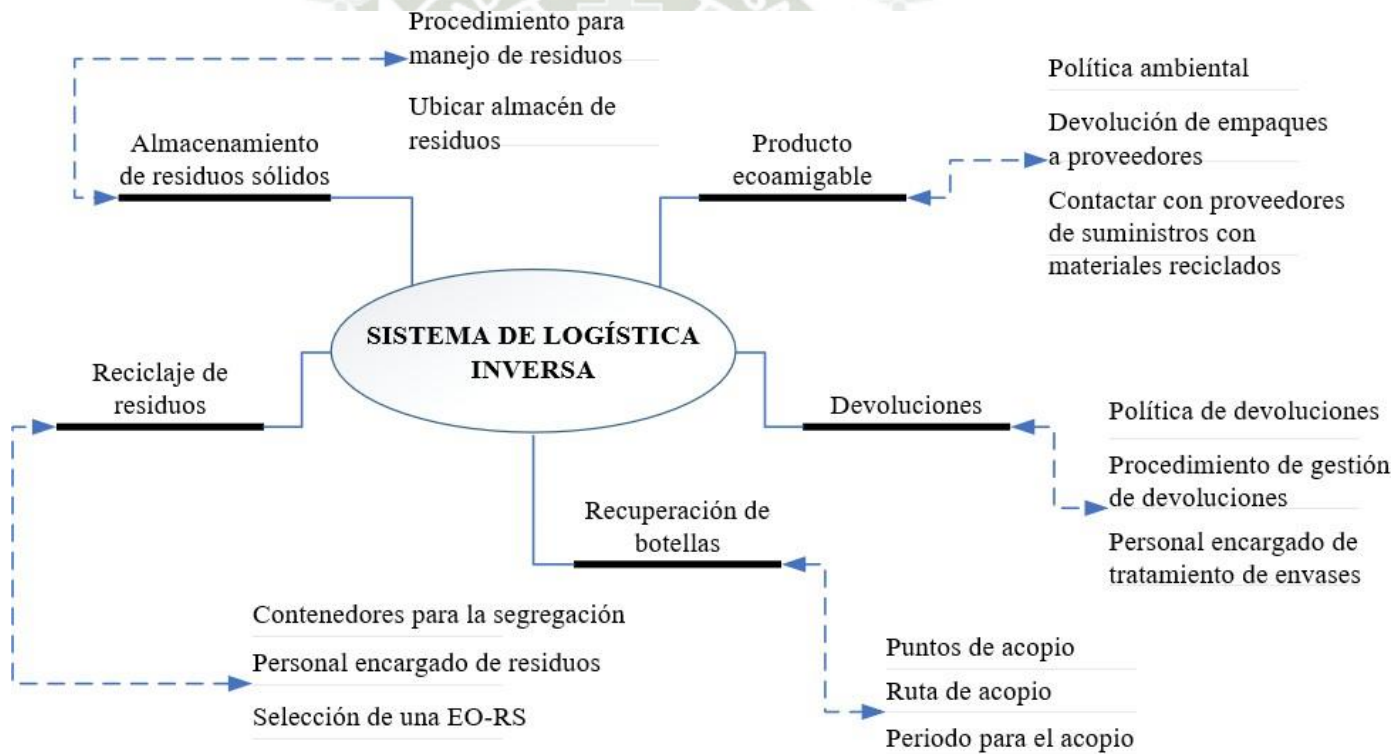 Procedimiento para
manejo de residuos
Ubicar almacén de
residuos
Almacenamiento
de residuos sólidos
Producto
ecoamigable
Política ambiental
Devolución de empaques
a proveedores
Contactar con proveedores
de suministros con
materiales reciclados
SISTEMA DE LOGÍSTICA
INVERSA
Reciclaje de
residuos
Devoluciones
Política de devoluciones
Procedimiento de gestión
de devoluciones
Personal encargado de
tratamiento de envases
Recuperación de
botellas
Contenedores para la segregación
Personal encargado de residuos
Selección de una EO-RS
Puntos de acopio
Ruta de acopio
Periodo para el acopio